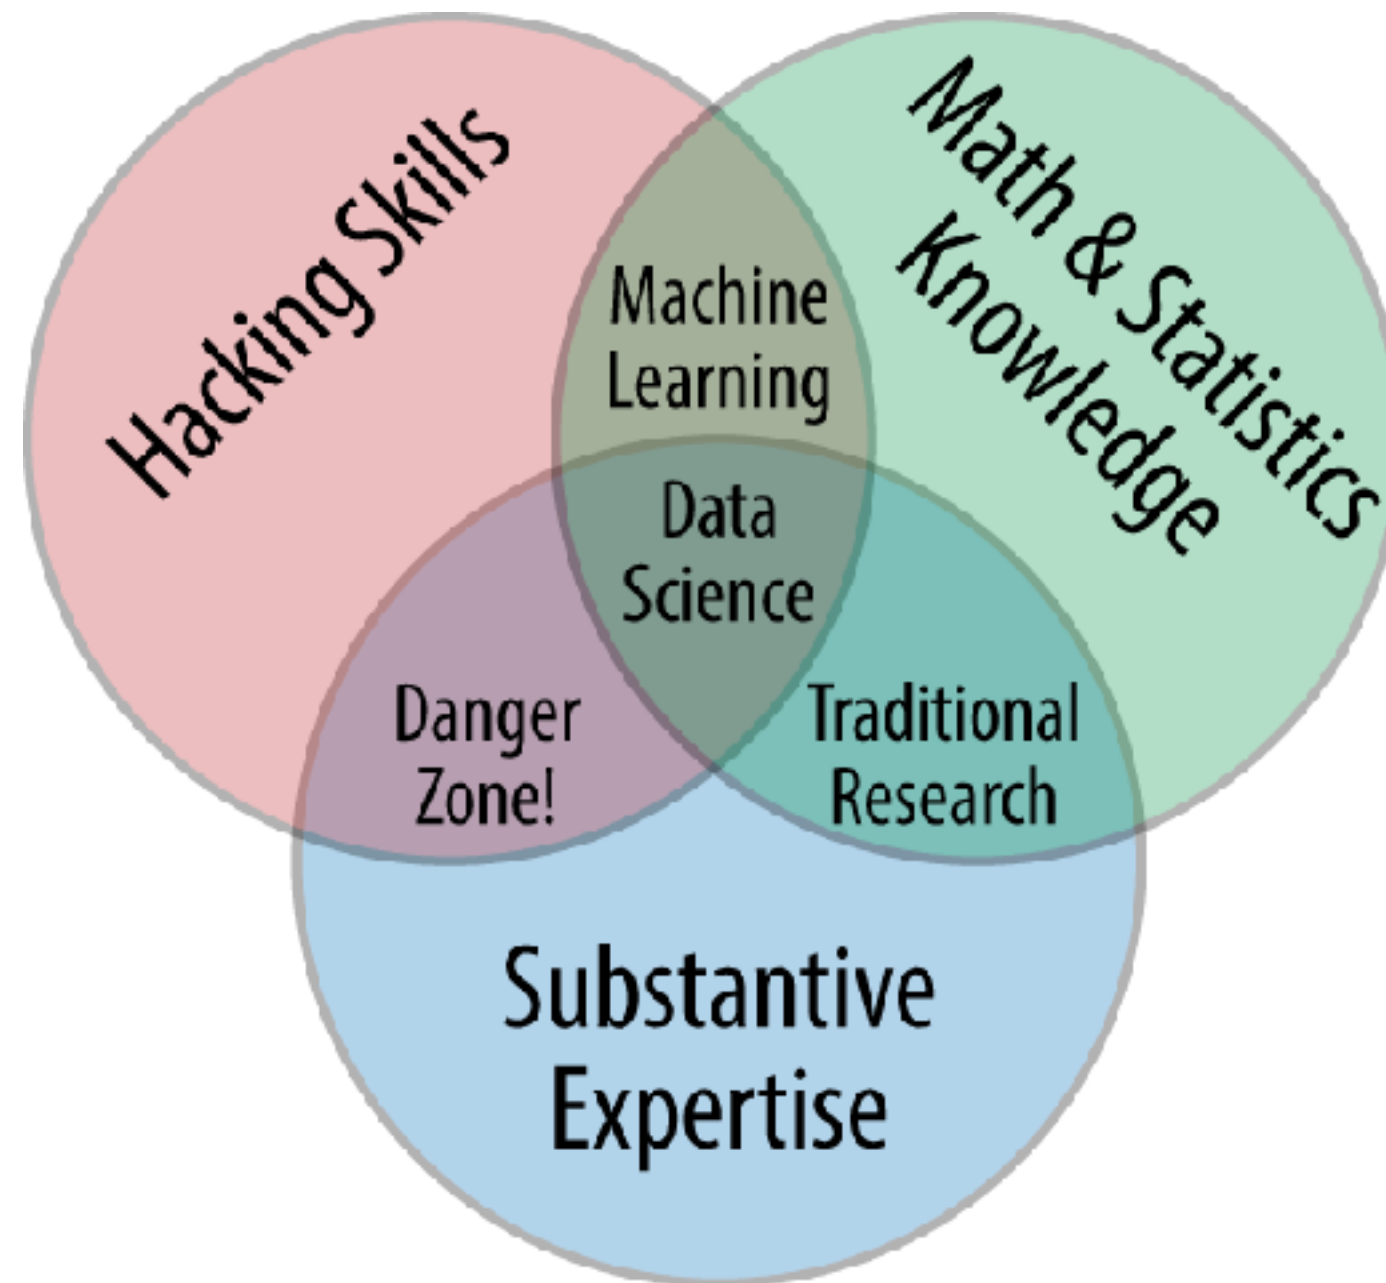 Hacking Skills
Math & Statistics
Knowledge
Machine
Learning
Data
Science
Danger
Zone!
Traditional
Research
Substantive
Expertise